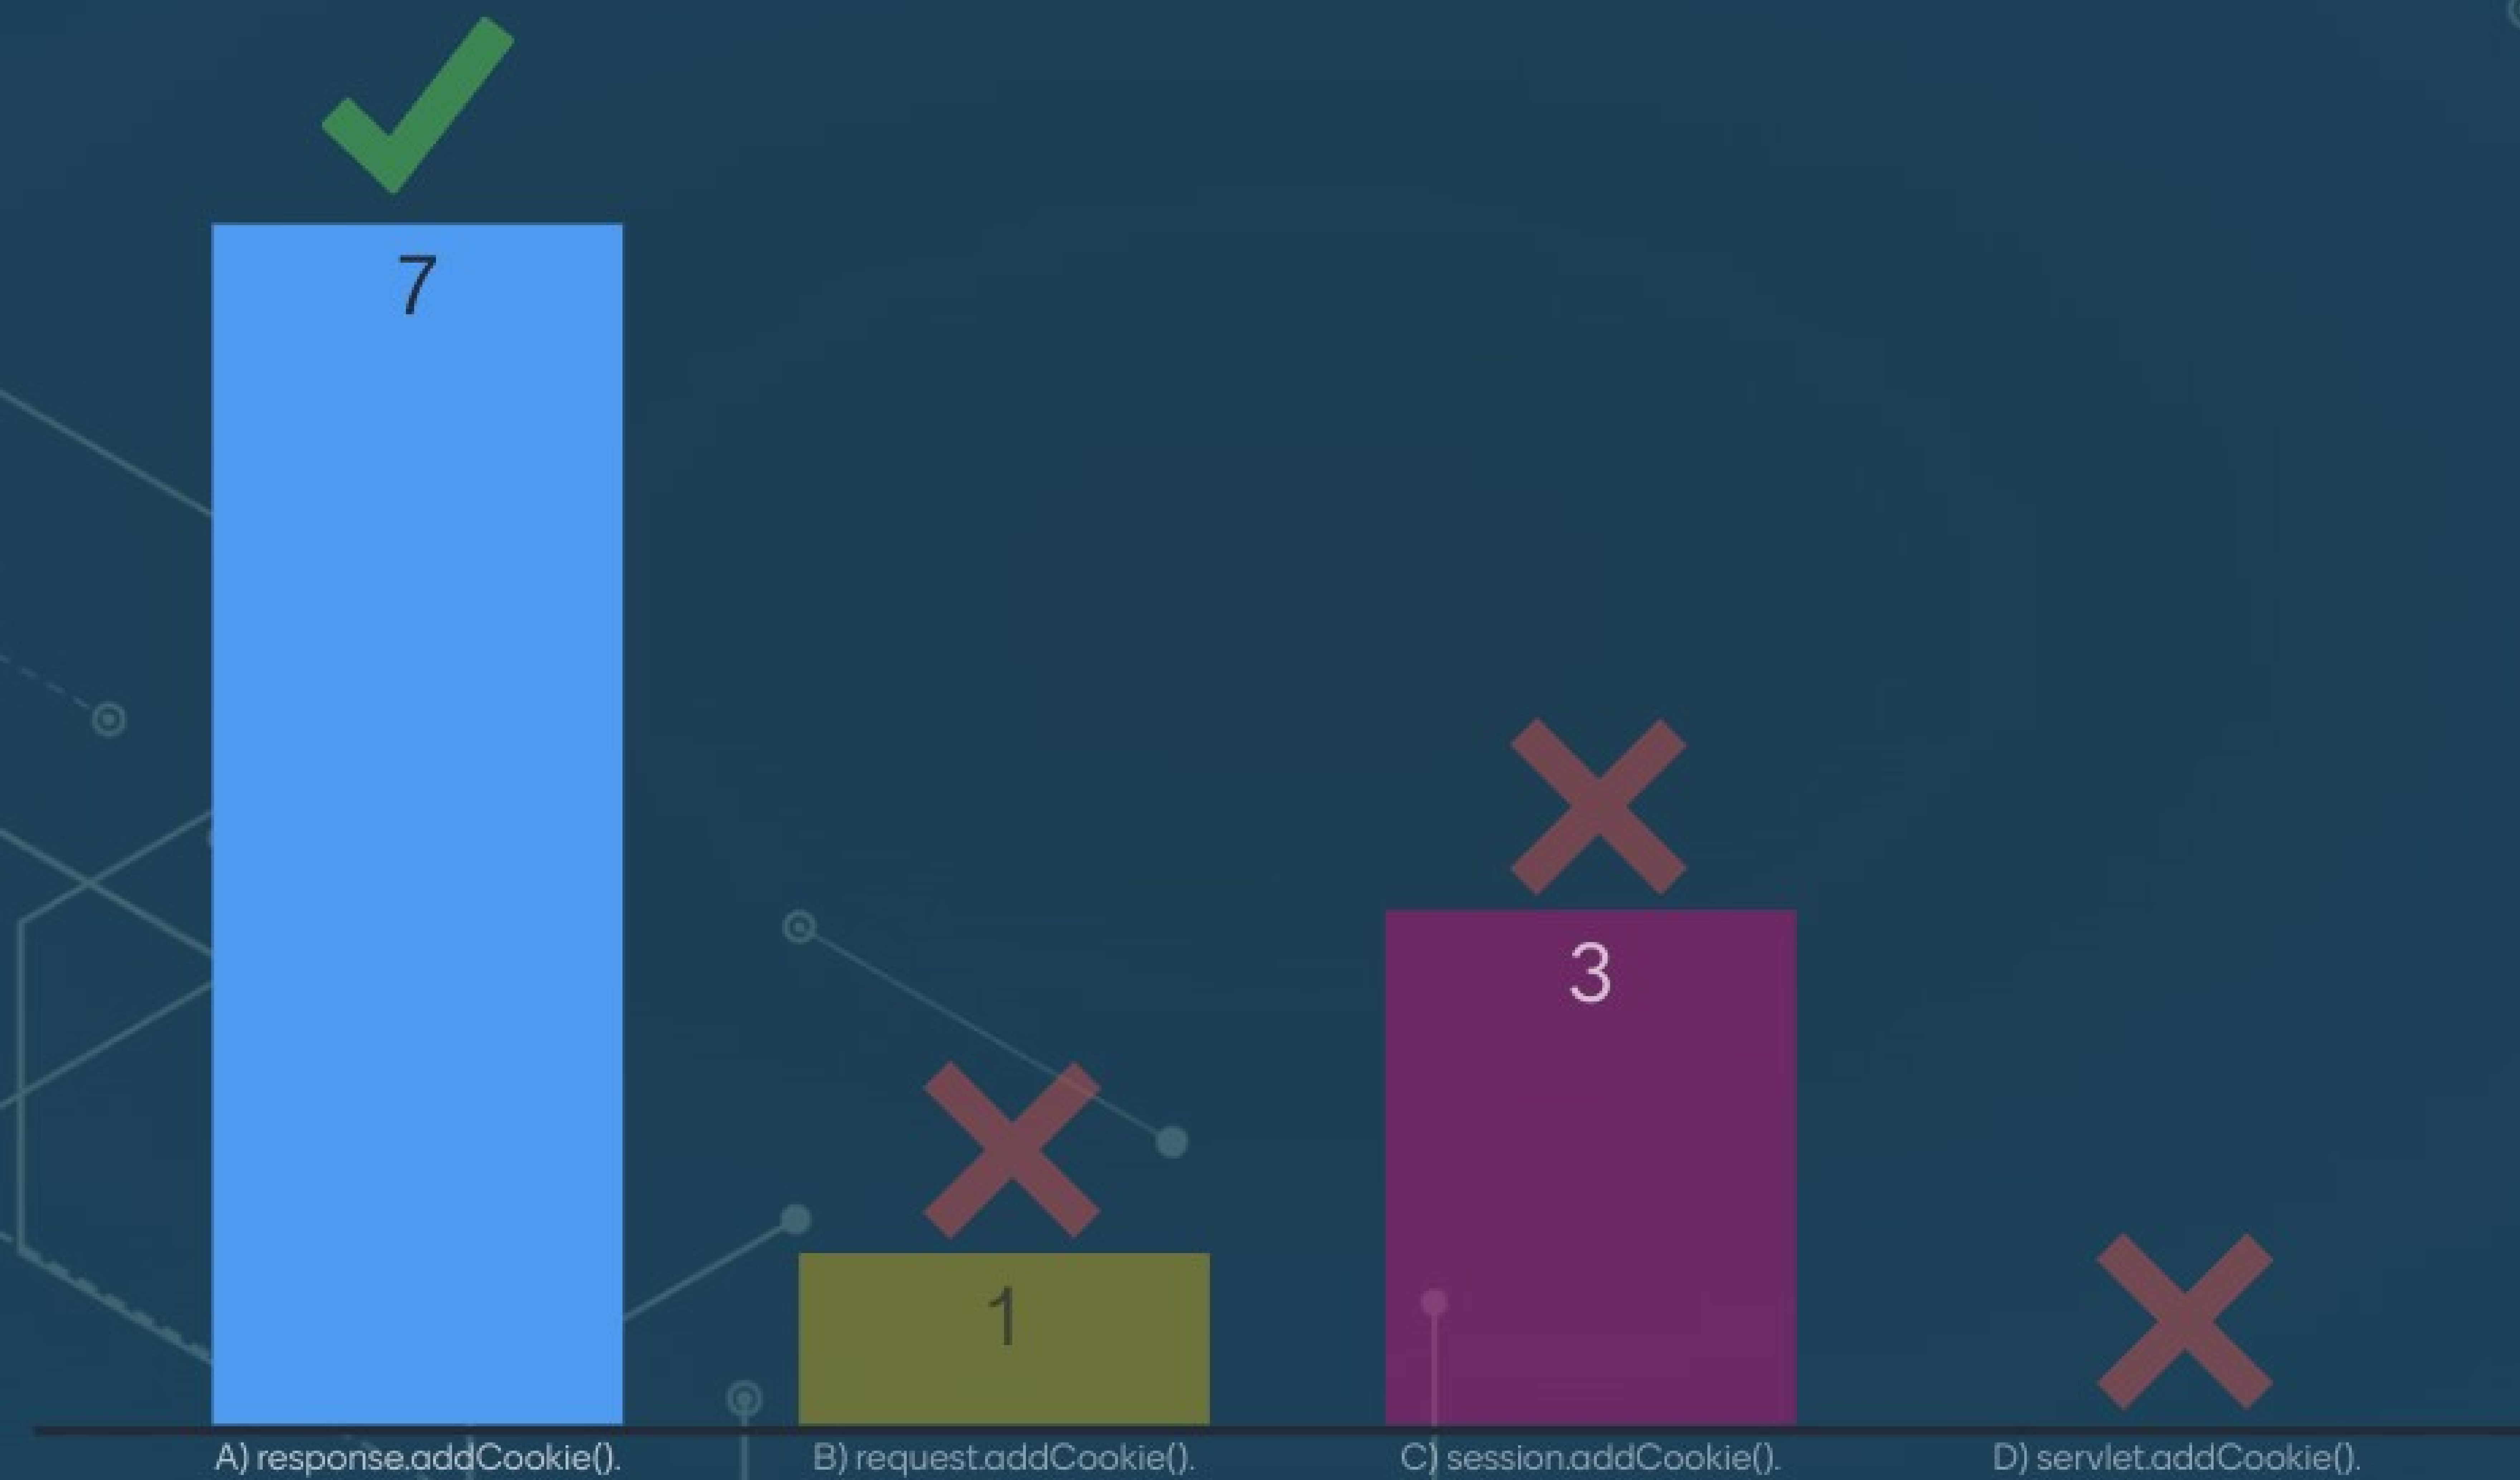 7
1
3
A) response.addCookie().
B) request.addCookie().
C) session.addCookie().
D) servlet.addCookie().